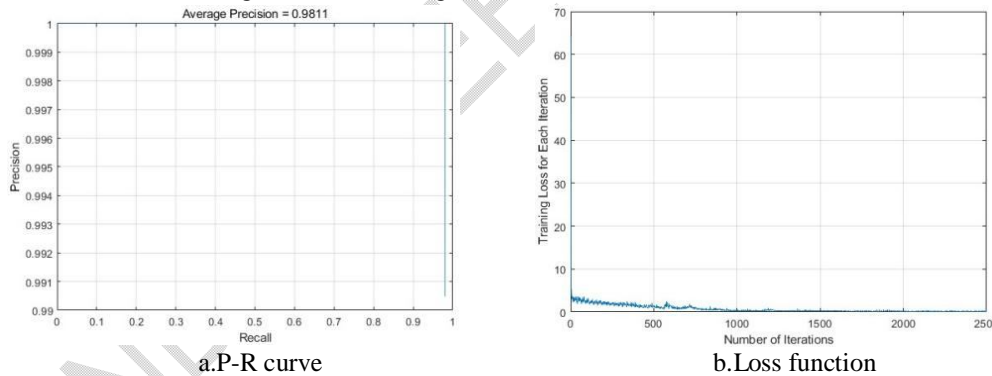 Average Precision = 0.9811
1
0.999
0.998
0.997
0.996
0.995
0.994
0.993
0.992
0.991
0.99
Precision
0 0.1 0.2 0.3 0.4 0.5 0.6 0.7 0.8 0.9 1
Recall
a.P-R curve
70
60
50
40
30
20
10
0
Training Loss for Each Iteration
0 500 1000 1500 2000 250
Number of Iterations
b.Loss function